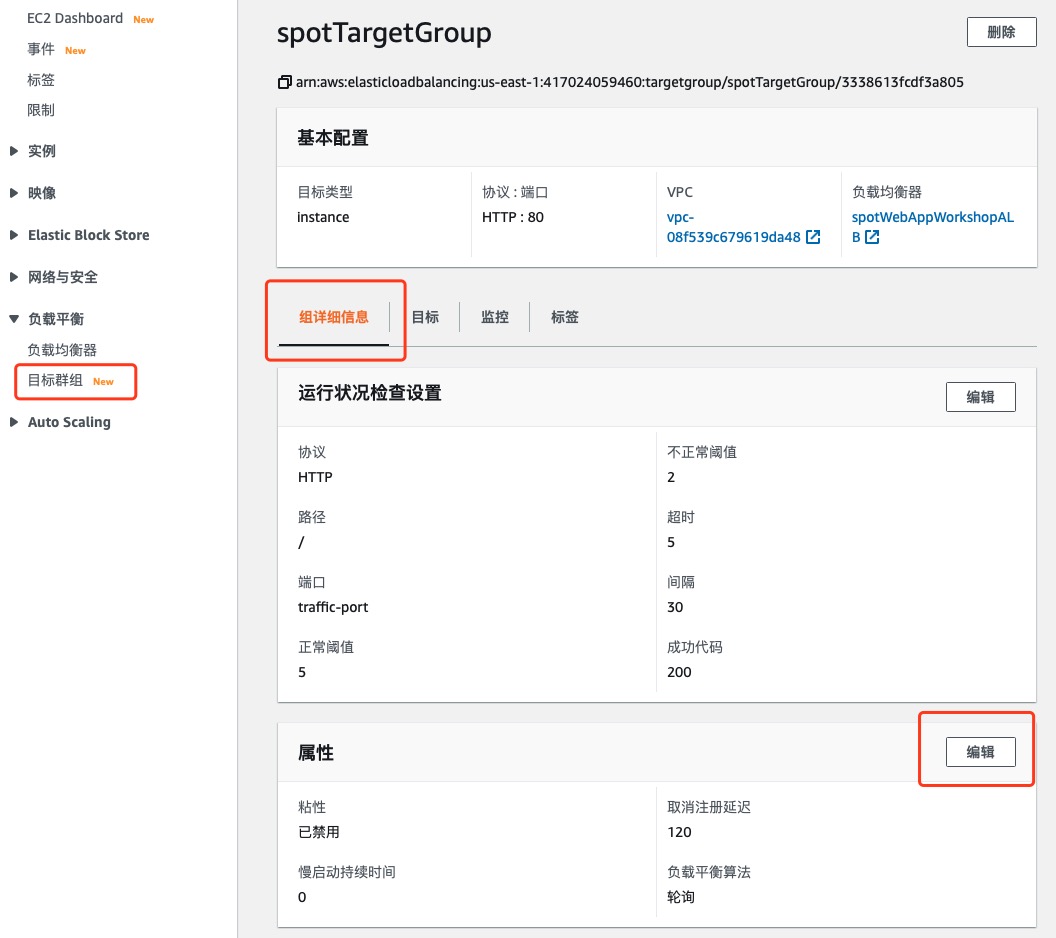 EC2 Dashboard New
事件 New
标签
限制
实例
映像
Elastic Block Store
网络与安全
负载平衡
负载均衡器
目标群组 New
Auto Scaling
spotTargetGroup
删除
arn:aws:elasticloadbalancing:us-east-1:417024059460:targetgroup/spotTargetGroup/3338613fcdf3a805
基本配置
目标类型
instance
协议 : 端口
HTTP : 80
VPC
vpc-
08f539c679619da48
负载均衡器
spotWebAppWorkshopAL
B
组详细信息 目标 监控 标签
运行状况检查设置
编辑
协议
HTTP
路径
/
端口
traffic-port
正常阈值
5
不正常阈值
2
超时
5
间隔
30
成功代码
200
属性
编辑
粘性
已禁用
慢启动持续时间
0
取消注册延迟
120
负载平衡算法
轮询